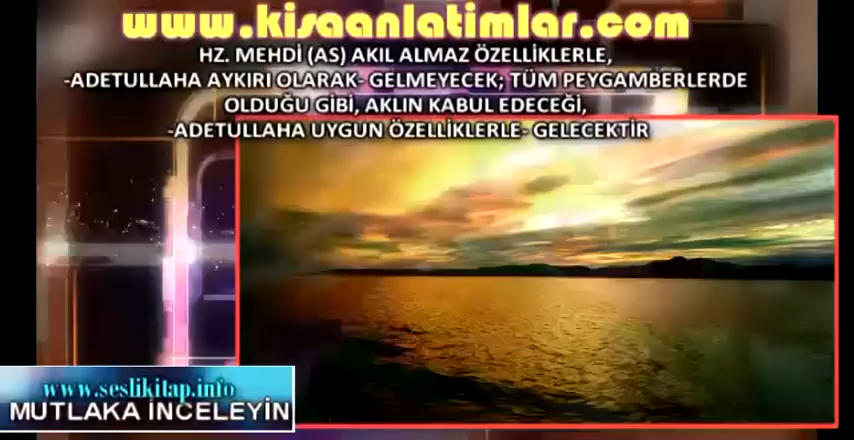 www.kisaanlatimlar.com
HZ. MEHDİ (AS) AKIL ALMAZ ÖZELLİKLERLE,
-ADETULLAHA AYKIRI OLARAK- GELMEYECEK; TÜM PEYGAMBERLERDE
OLDUĞU GİBİ, AKLIN KABUL EDECEĞİ,
-ADETULLAHA UYGUN ÖZELLİKLERLE- GELECEKTİR
www.seslikitap.info
MUTLAKA İNCELEYİN